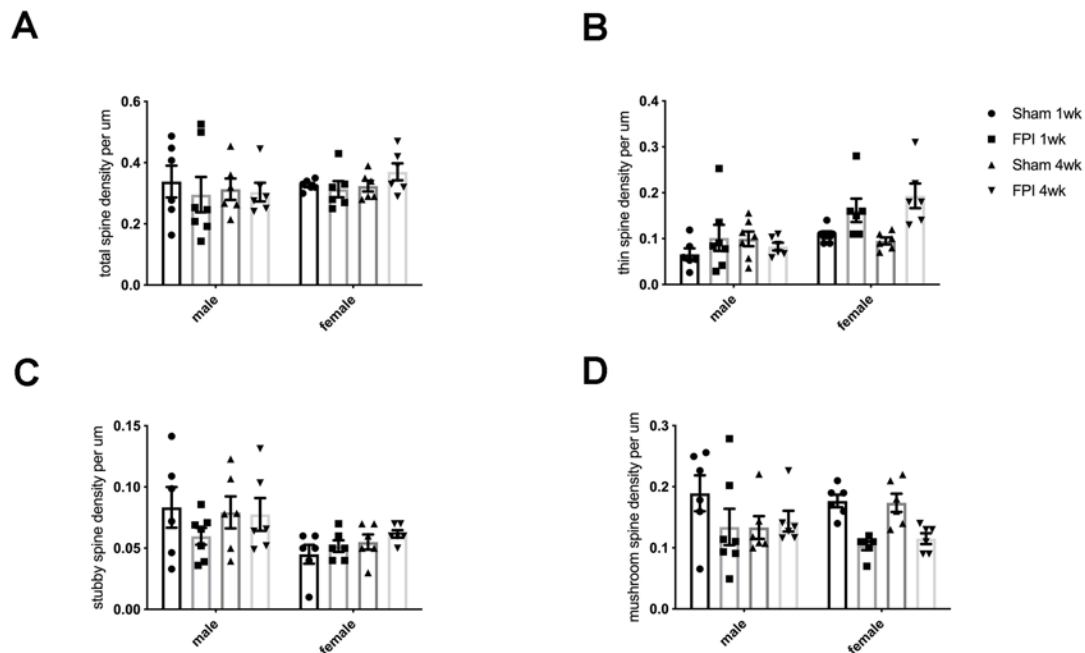 A
total spine density per um
0.6
0.4
0.2
0.0
male
female
B
thin spine density per um
0.4
0.3
0.2
0.1
0.0
male
female
Sham 1wk
FPI 1wk
Sham 4wk
FPI 4wk
C
stubby spine density per um
0.15
0.10
0.05
0.00
male
female
D
mushroom spine density per um
0.3
0.2
0.1
0.0
male
female